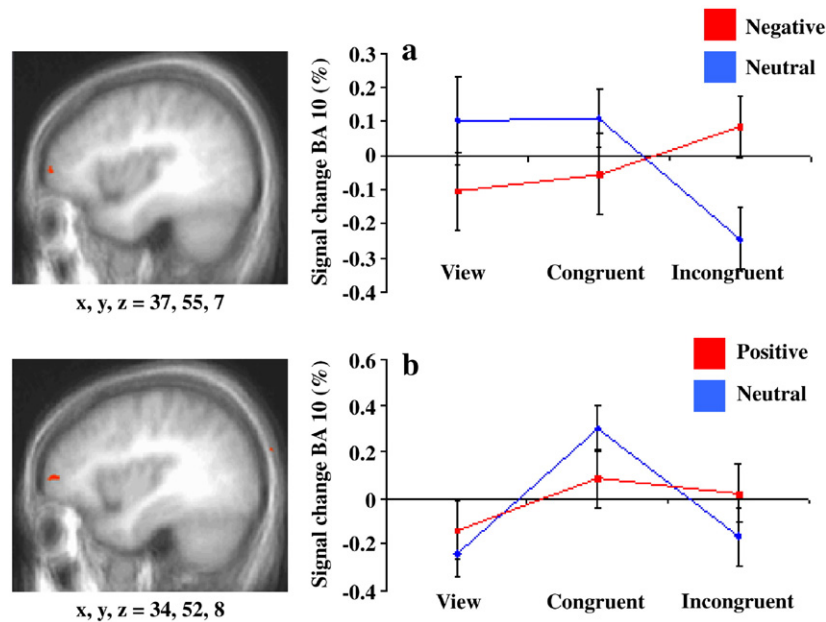 a
Negative
Neutral
Signal change BA 10 (%)
0.3
0.2
0.1
0
-0.1
-0.2
-0.3
-0.4
View Congruent Incongruent
x, y, z = 37, 55, 7
b
Positive
Neutral
Signal change BA 10 (%)
0.6
0.4
0.2
0
-0.2
-0.4
View Congruent Incongruent
x, y, z = 34, 52, 8